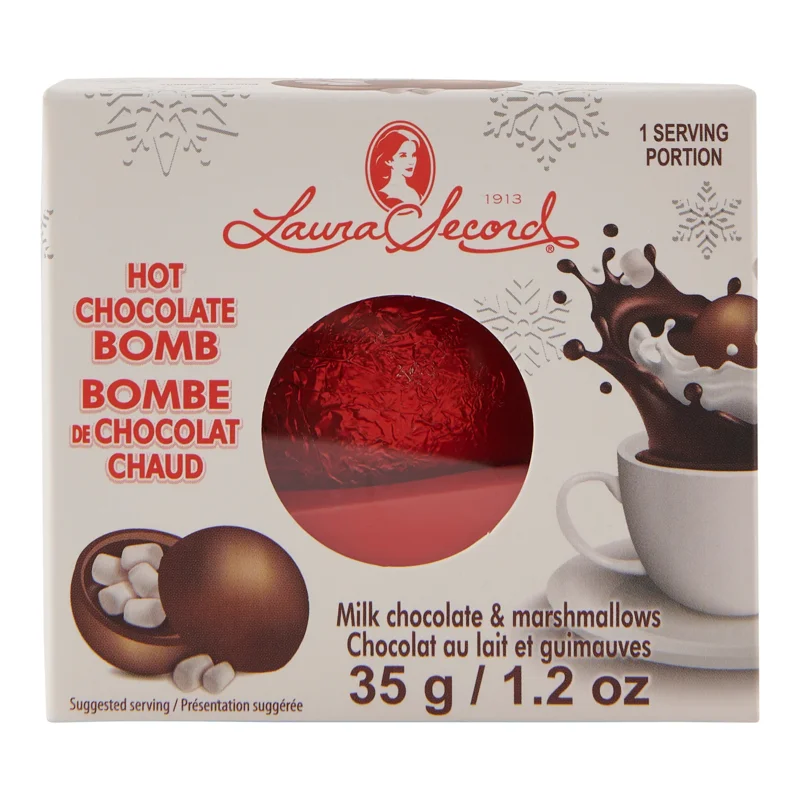 1 SERVING
PORTION
1913
Laura Secord®
HOT
CHOCOLATE
BOMB
BOMBE
DE CHOCOLAT
CHAUD
Milk chocolate & marshmallows
Chocolat au lait et guimauves
35 g / 1.2 oz
Suggested serving / Présentation suggérée